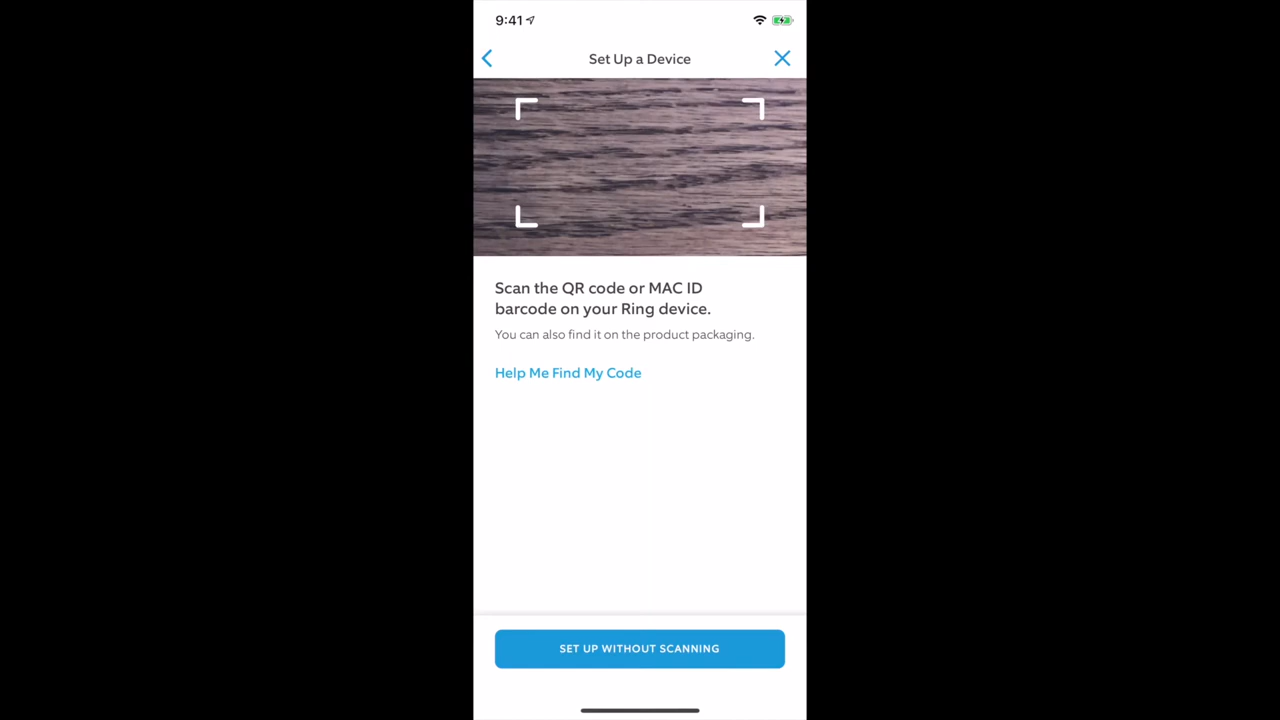 9:41
Set Up a Device
Scan the QR code or MAC ID
barcode on your Ring device.
You can also find it on the product packaging.
Help Me Find My Code
SET UP WITHOUT SCANNING